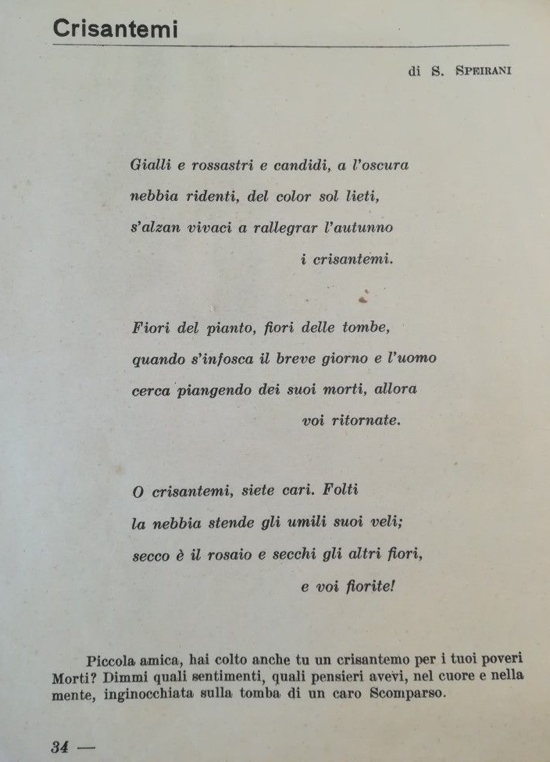 Crisantemi
di S. SPEIRANI
Gialli e rossastri e candidi, a l'oscura
nebbia ridenti, del color sol lieti,
s'alzan vivaci a rallegrar l'autunno
i crisantemi.
Fiori del pianto, fiori delle tombe,
quando s'infosca il breve giorno e l'uomo
cerca piangendo dei suoi morti, allora
voi ritornate.
O crisantemi, siete cari. Folti
la nebbia stende gli umili suoi veli;
secco è il rosaio e secchi gli altri fiori,
e voi fiorite!
Piccola amica, hai colto anche tu un crisantemo per i tuoi poveri
Morti? Dimmi quali sentimenti, quali pensieri avevi, nel cuore e nella
mente, inginocchiata sulla tomba di un caro Scomparso.
34 —